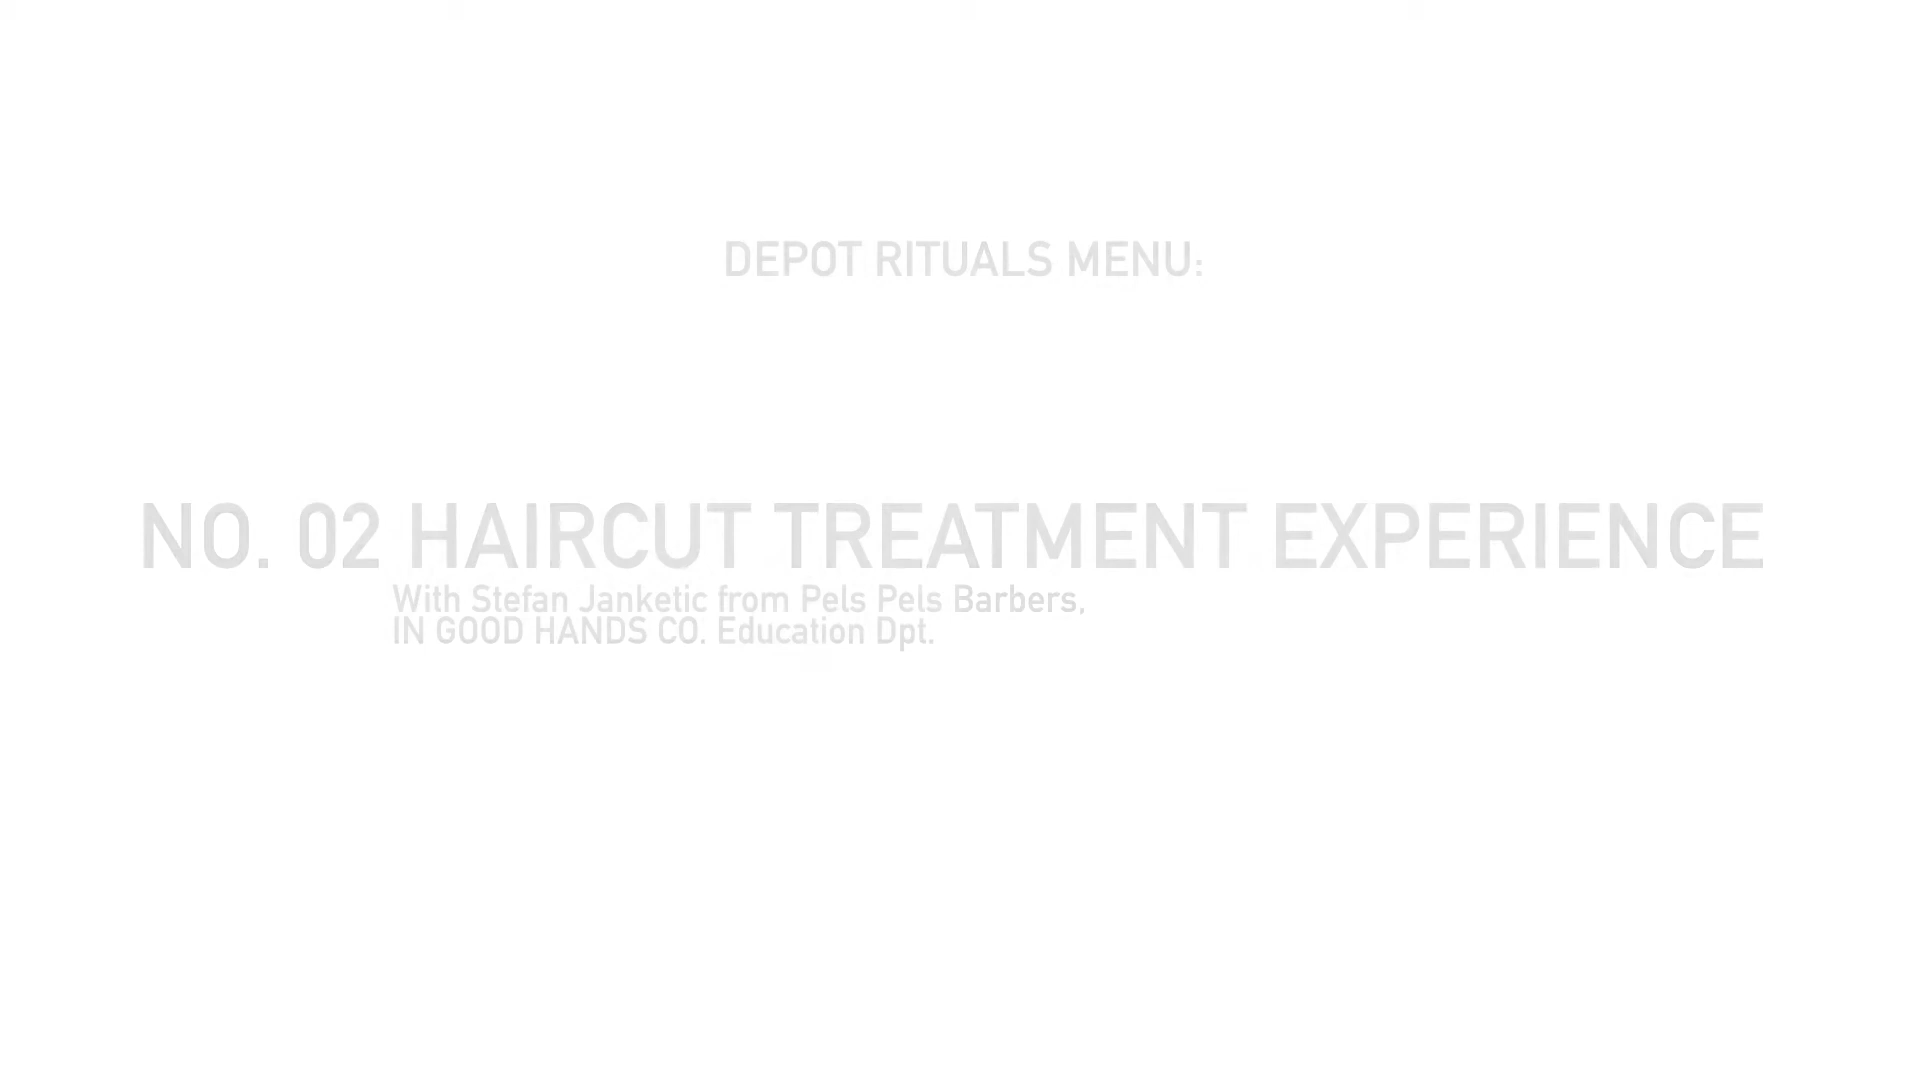 DEPOT RITUALS MENU:
NO. 02 HAIRCUT TREATMENT EXPERIENCE
With Stefan Janketic from Pels Pels Barbers,
IN GOOD HANDS CO. Education Dpt.